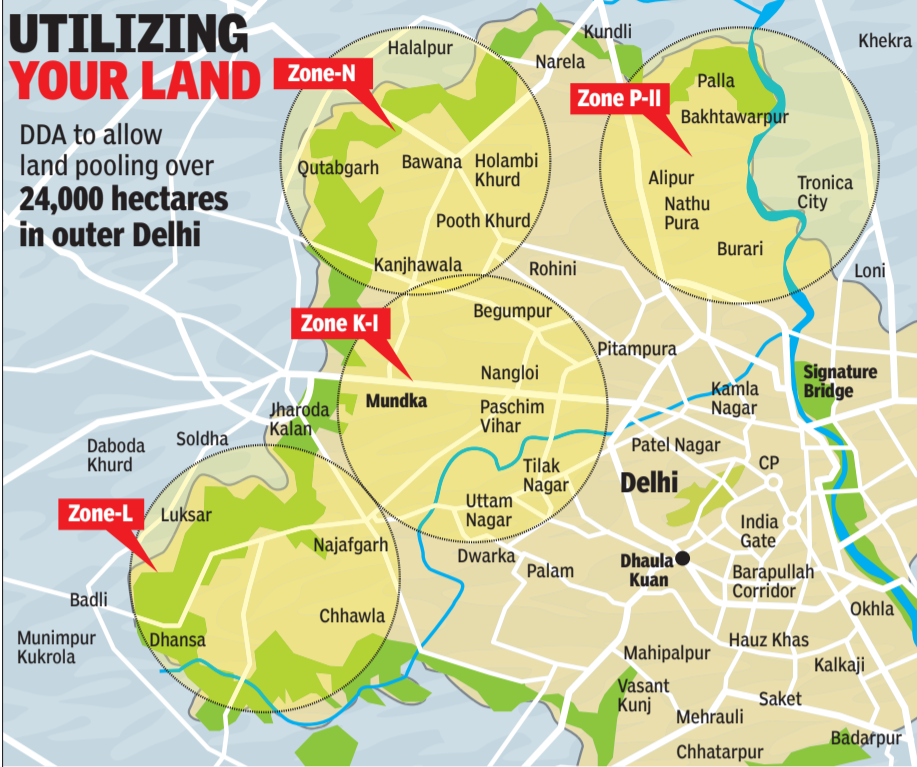 UTILIZING
YOUR LAND
DDA to allow
land pooling over
24,000 hectares
in outer Delhi
Halalpur
Zone-N
Narela
Kundli
Khekra
Zone P-II
Palla
Bakhtawarpur
Qutabgarh
Bawana
Holambi
Khurd
Alipur
Nathu
Pura
Tronica
City
Pooth Khurd
Burari
Kanjhawala
Rohini
Loni
Zone K-I
Begumpur
Pitampura
Nangloi
Mundka
Paschim
Vihar
Kamla
Nagar
Signature
Bridge
Jharoda
Kalan
Soldha
Daboda
Khurd
Patel Nagar
CP
Tilak
Nagar
Delhi
Uttam
Nagar
Zone-L
Luksar
India
Gate
Najafgarh
Dwarka
Palam
Dhaula
Kuan
Barapullah
Corridor
Badli
Chhawla
Okhla
Munimpur
Kukrola
Dhansa
Hauz Khas
Mahipalpur
Kalkaji
Vasant
Kunj
Saket
Mehrauli
Badarpur
Chhatarpur